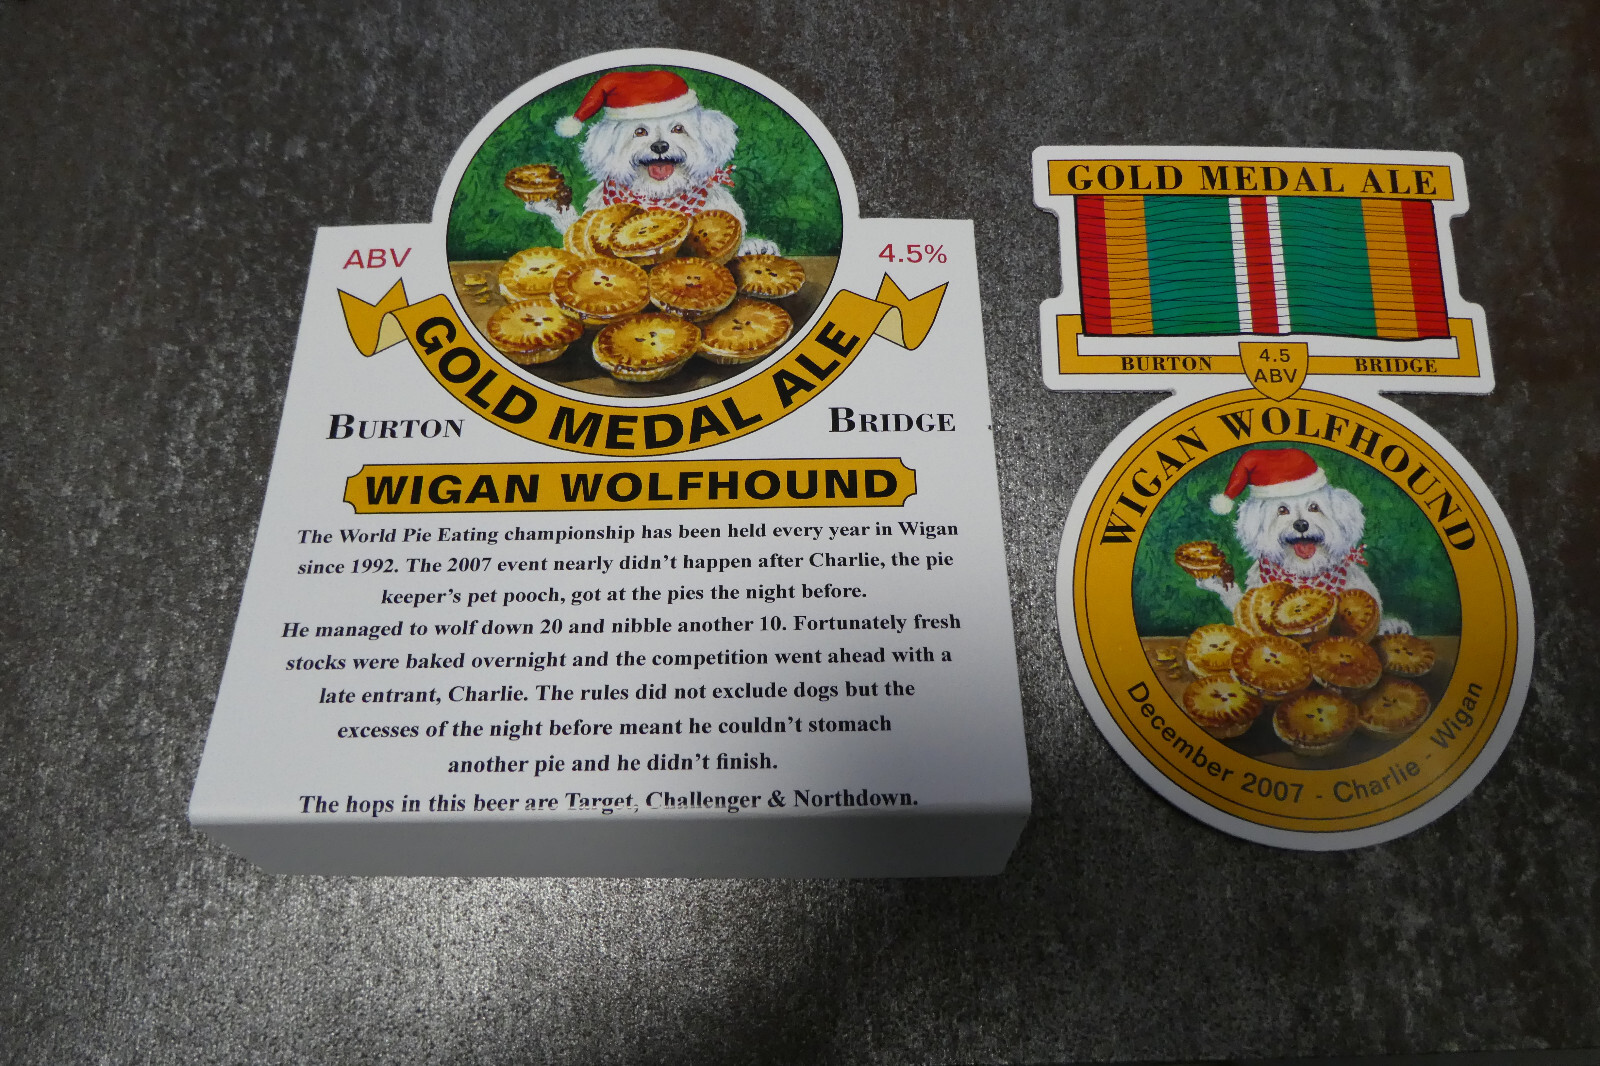 ABV 4.5%
GOLD MEDAL ALE
BURTON BRIDGE
WIGAN WOLFHOUND
The World Pie Eating championship has been held every year in Wigan
since 1992. The 2007 event nearly didn't happen after Charlie, the pie
keeper's pet pooch, got at the pies the night before.
He managed to wolf down 20 and nibble another 10. Fortunately fresh
stocks were baked overnight and the competition went ahead with a
late entrant, Charlie. The rules did not exclude dogs but the
excesses of the night before meant he couldn't stomach
another pie and he didn't finish.
The hops in this beer are Target, Challenger & Northdown.
GOLD MEDAL ALE
BURTON BRIDGE
4.5
ABV
WIGAN WOLFHOUND
December 2007 - Charlie - Wigan